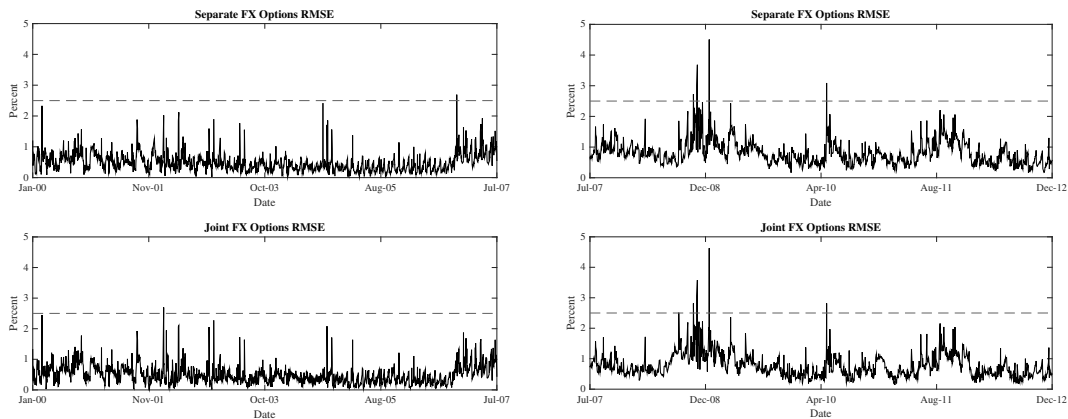 Separate FX Options RMSE
5
4
3
2
1
0
Percent
Jan-00 Nov-01 Oct-03 Aug-05 Jul-07
Date
Separate FX Options RMSE
5
4
3
2
1
0
Percent
Jul-07 Dec-08 Apr-10 Aug-11 Dec-12
Date
Joint FX Options RMSE
5
4
3
2
1
0
Percent
Jan-00 Nov-01 Oct-03 Aug-05 Jul-07
Date
Joint FX Options RMSE
5
4
3
2
1
0
Percent
Jul-07 Dec-08 Apr-10 Aug-11 Dec-12
Date